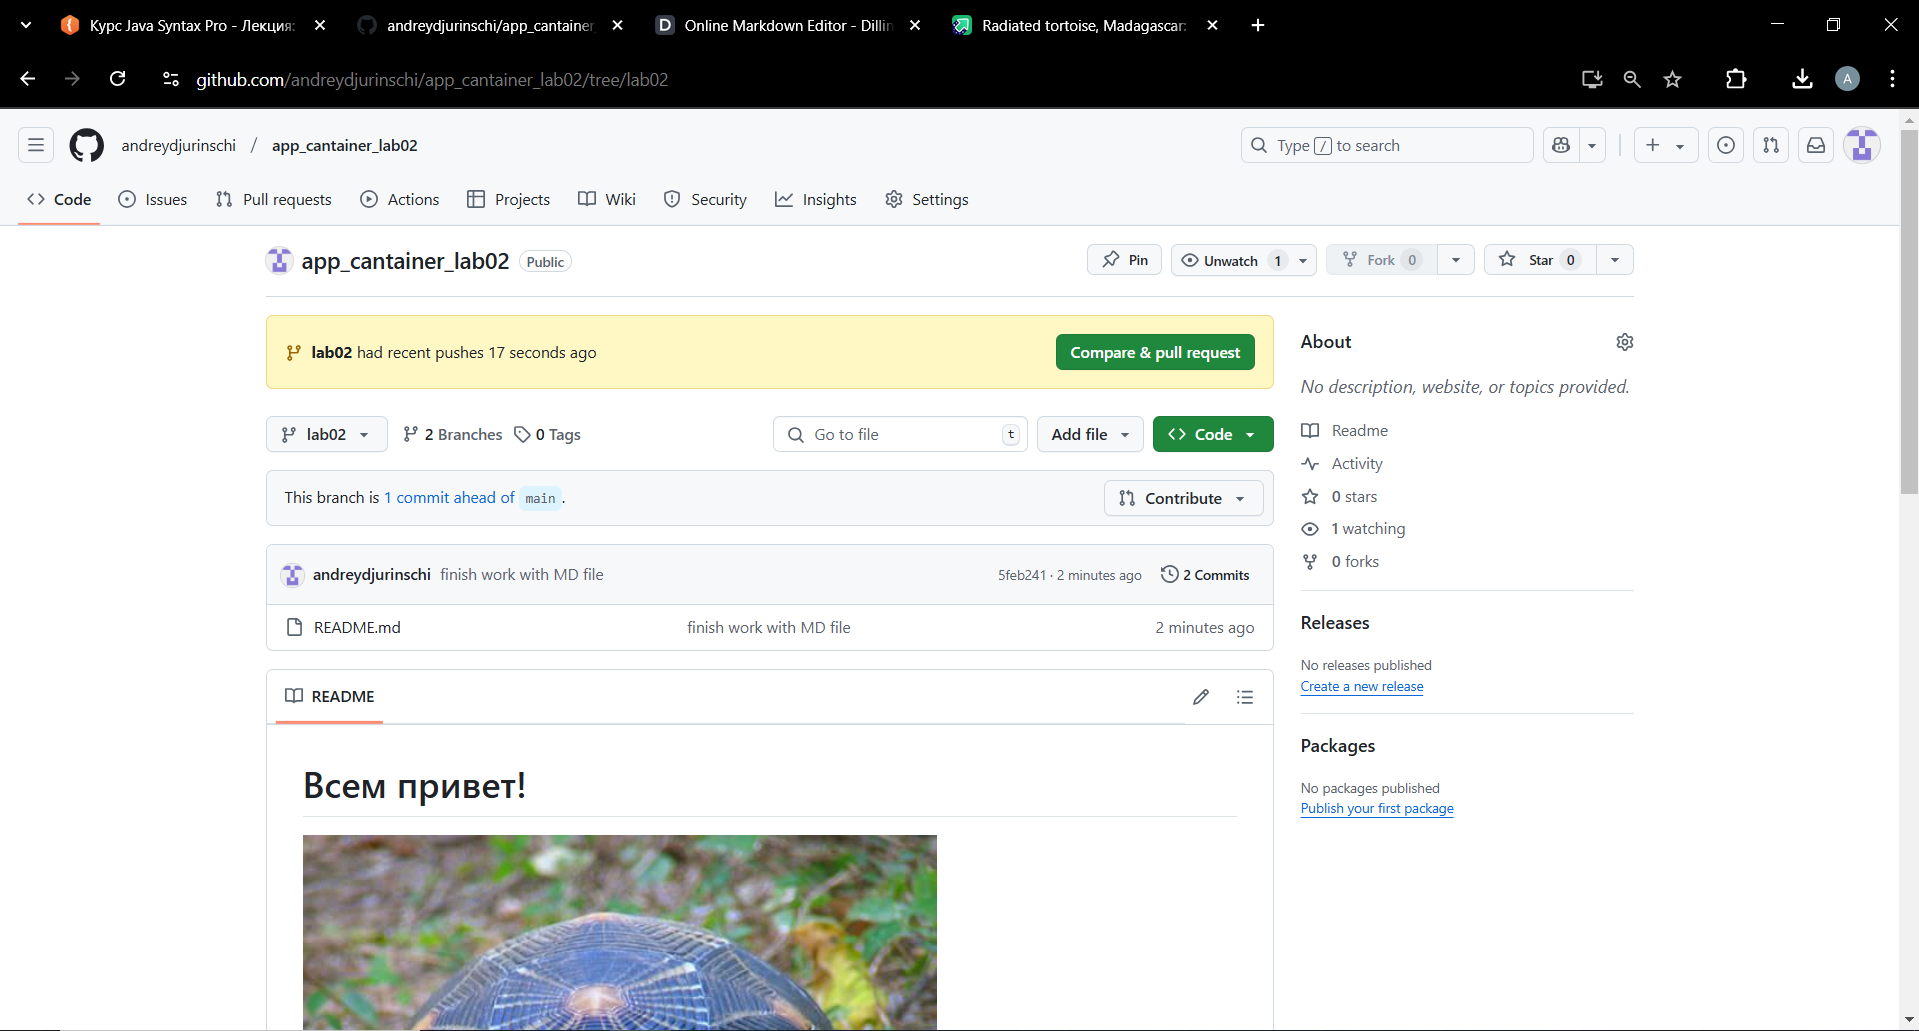 Курс Java Syntax Pro - Лекция:
andreydjurinschi/app_cantainer_
Online Markdown Editor - Dillin
Radiated tortoise, Madagascar:
github.com/andreydjurinschi/app_cantainer_lab02/tree/lab02
A
andreydjurinschi / app_cantainer_lab02
Type / to search
Code Issues Pull requests Actions Projects Wiki Security Insights Settings
app_cantainer_lab02 Public
Pin Unwatch 1 Fork 0 Star 0
lab02 had recent pushes 17 seconds ago
Compare & pull request
lab02 2 Branches 0 Tags
Go to file t Add file Code
This branch is 1 commit ahead of main .
Contribute
andreydjurinschi finish work with MD file 5feb241 · 2 minutes ago 2 Commits
README.md finish work with MD file 2 minutes ago
README
Всем привет!
About
No description, website, or topics provided.
Readme
Activity
0 stars
1 watching
0 forks
Releases
No releases published
Create a new release
Packages
No packages published
Publish your first package